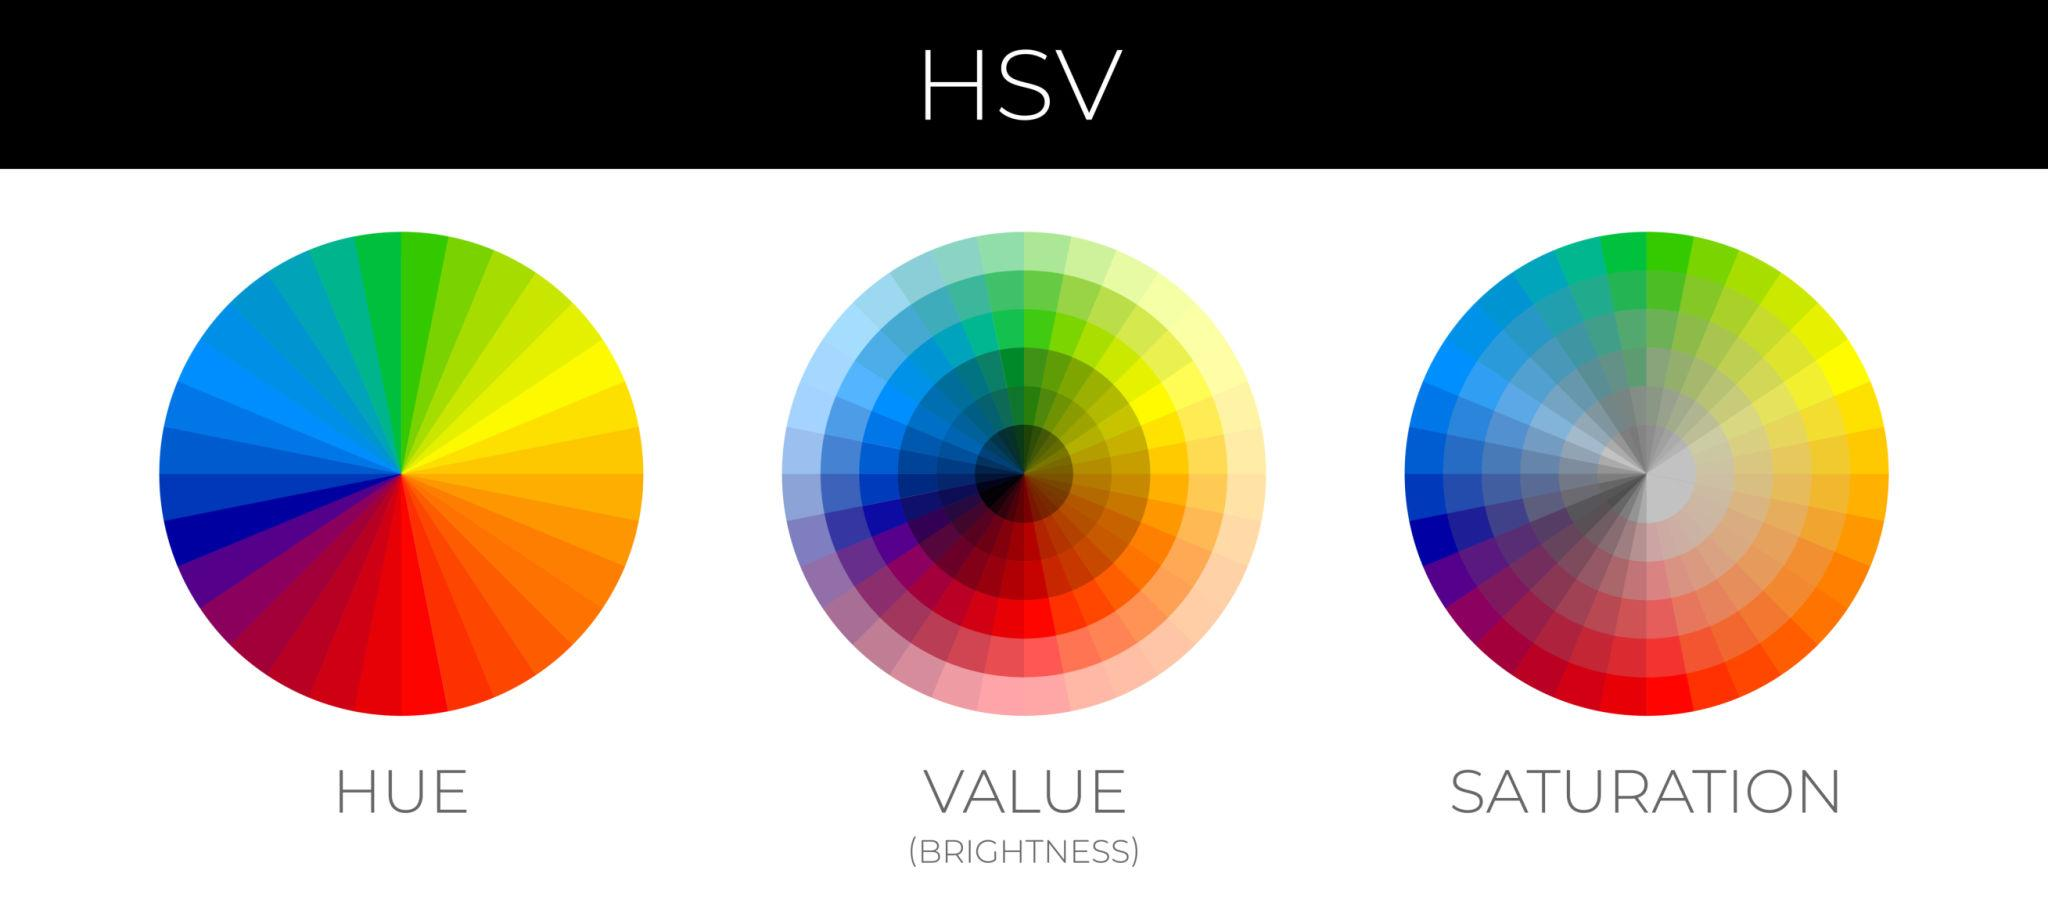 HSV
HUE
VALUE
(BRIGHTNESS)
SATURATION